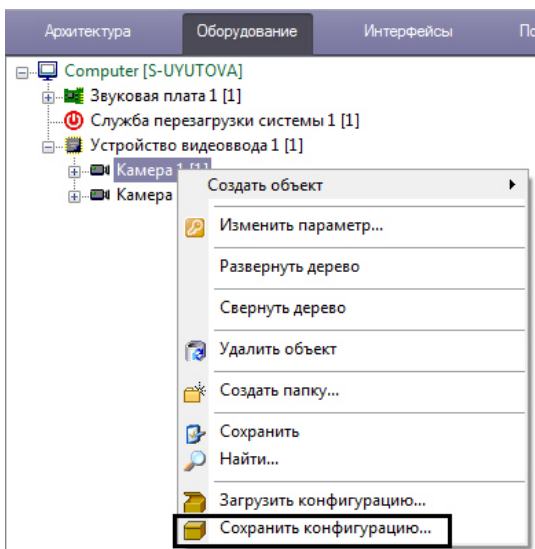 Архитектура Оборудование Интерфейсы
Computer [S-UYUTOVA]
Звуковая плата 1 [1]
Служба перезагрузки системы 1 [1]
Устройство видеоввода 1 [1]
Камера 1 [1]
Камера
Создать объект
Изменить параметр...
Развернуть дерево
Свернуть дерево
Удалить объект
Создать папку...
Сохранить
Найти...
Загрузить конфигурацию...
Сохранить конфигурацию...